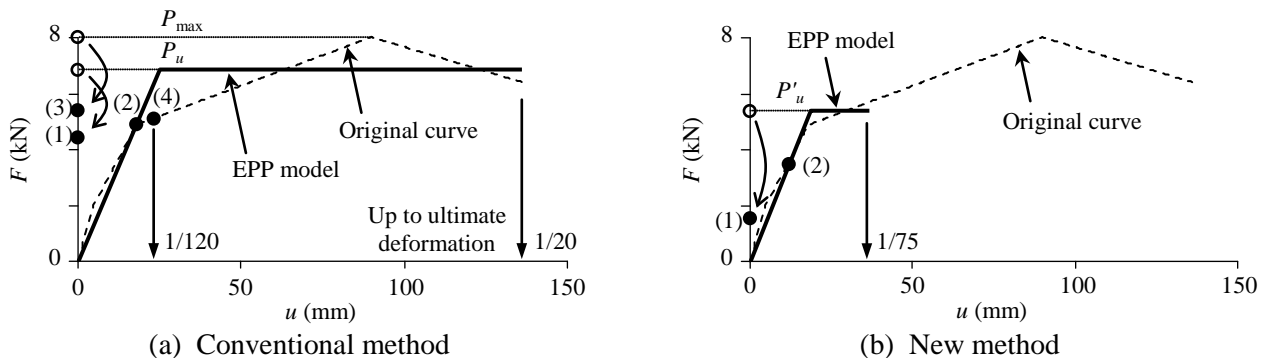 8
P_max
P_u
(3)
(2)
(4)
(1)
Original curve
EPP model
F (kN)
Up to ultimate
deformation
1/120
1/20
0
0
50
100
150
u (mm)
(a) Conventional method
8
EPP model
P'_u
Original curve
(2)
(1)
F (kN)
1/75
0
0
50
100
150
u (mm)
(b) New method